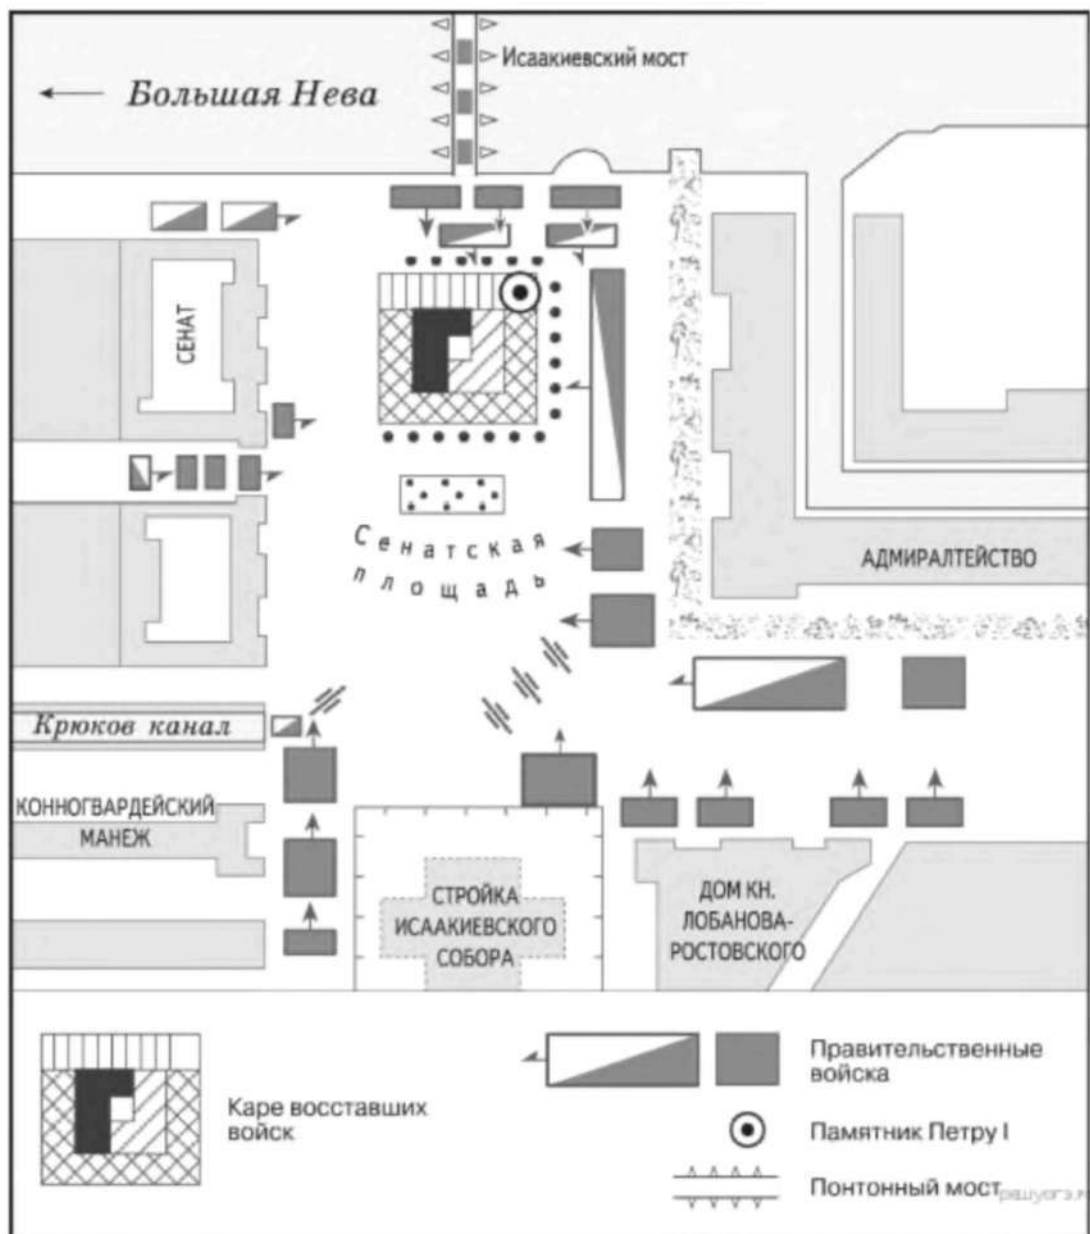 Исаакиевский мост
Большая Нева
СЕНАТ
Сенатская
площадь
АДМИРАЛТЕЙСТВО
Крюков канал
КОННОГВАРДЕЙСКИЙ
МАНЕЖ
СТРОЙКА
ИСААКИЕВСКОГО
СОБОРА
ДОМ КН.
ЛОБАНОВА-
РОСТОВСКОГО
Каре восставших
войск
Правительственные
войска
Памятник Петру I
Понтонный мост